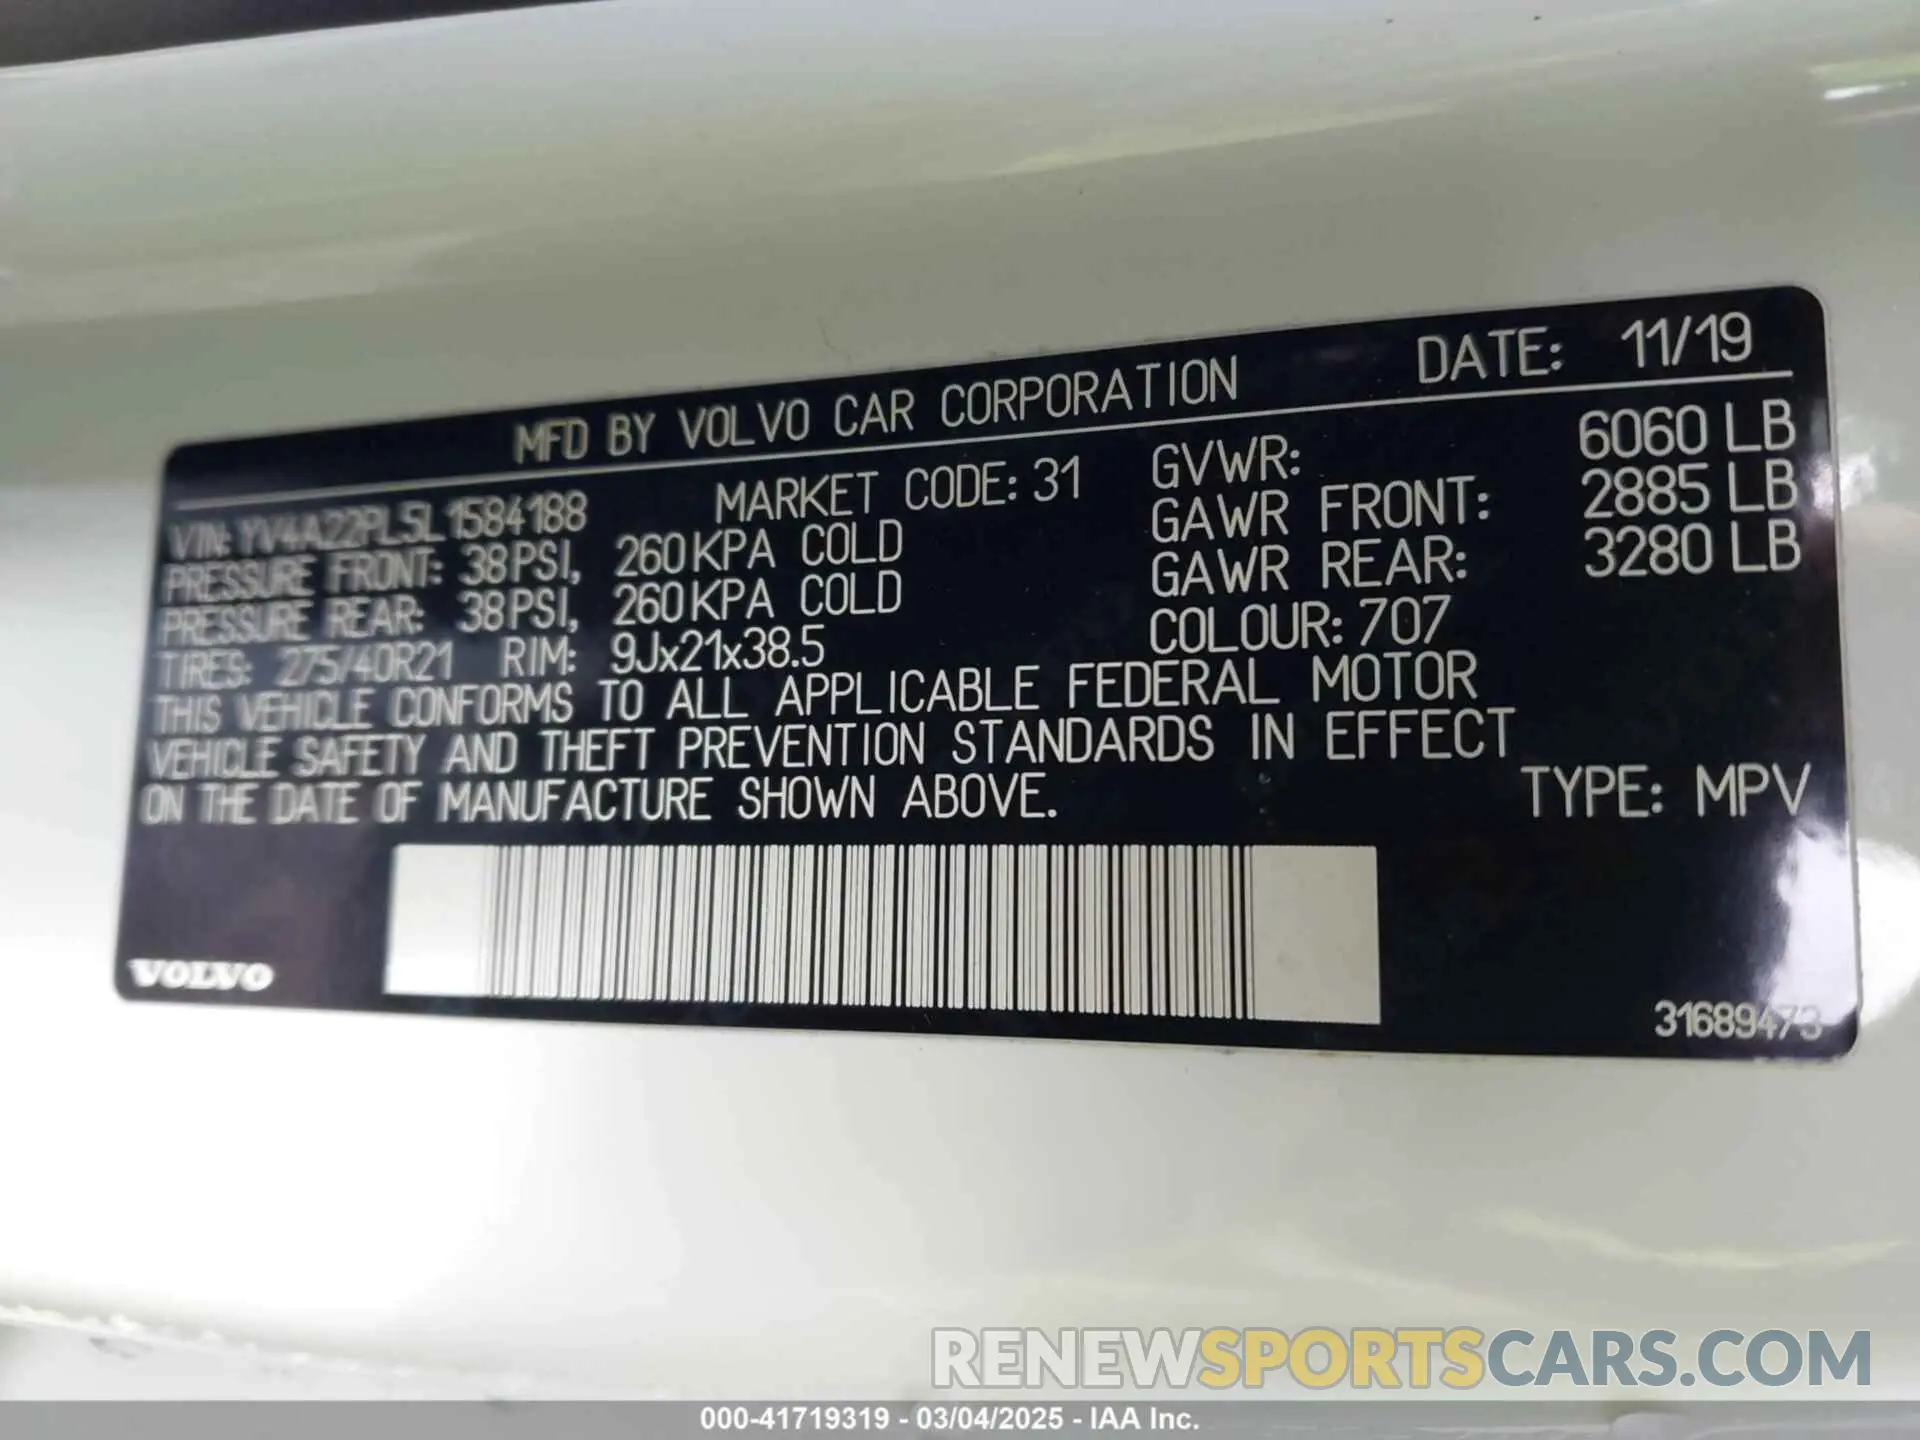 MFD BY VOLVO CAR CORPORATION DATE: 11/19
VIN: YV4A22PL5L1584188 MARKET CODE: 31 GVWR: 6060 LB
PRESSURE FRONT: 38PSI, 260KPA COLD GAWR FRONT: 2885 LB
PRESSURE REAR: 38PSI, 260KPA COLD GAWR REAR: 3280 LB
TIRES: 275/40R21 RIM: 9Jx21x38.5 COLOUR: 707
THIS VEHICLE CONFORMS TO ALL APPLICABLE FEDERAL MOTOR
VEHICLE SAFETY AND THEFT PREVENTION STANDARDS IN EFFECT
ON THE DATE OF MANUFACTURE SHOWN ABOVE. TYPE: MPV
VOLVO
31689473
RENEWSPORTSCARS.COM
000-41719319 - 03/04/2025 - IAA Inc.